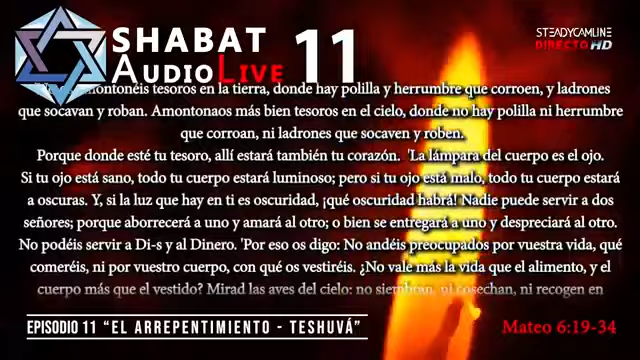 SHABAT 11
AUDIOLIVE
STEADYCAMLINE
DIRECTO HD
amontonéis tesoros en la tierra, donde hay polilla y herrumbre que corroen, y ladrones
que socavan y roban. Amontonaos más bien tesoros en el cielo, donde no hay polilla ni herrumbre
que corroan, ni ladrones que socaven y roben.
Porque donde esté tu tesoro, allí estará también tu corazón. 'La lámpara del cuerpo es el ojo.
Si tu ojo está sano, todo tu cuerpo estará luminoso; pero si tu ojo está malo, todo tu cuerpo estará
a oscuras. Y, si la luz que hay en ti es oscuridad, ¡qué oscuridad habrá! Nadie puede servir a dos
señores; porque aborrecerá a uno y amará al otro; o bien se entregará a uno y despreciará al otro.
No podéis servir a Di-s y al Dinero. 'Por eso os digo: No andéis preocupados por vuestra vida, qué
comeréis, ni por vuestro cuerpo, con qué os vestiréis. ¿No vale más la vida que el alimento, y el
cuerpo más que el vestido? Mirad las aves del cielo: no siembran, ni cosechan, ni recogen en
EPISODIO 11 “EL ARREPENTIMIENTO - TESHUVÁ”
Mateo 6:19-34